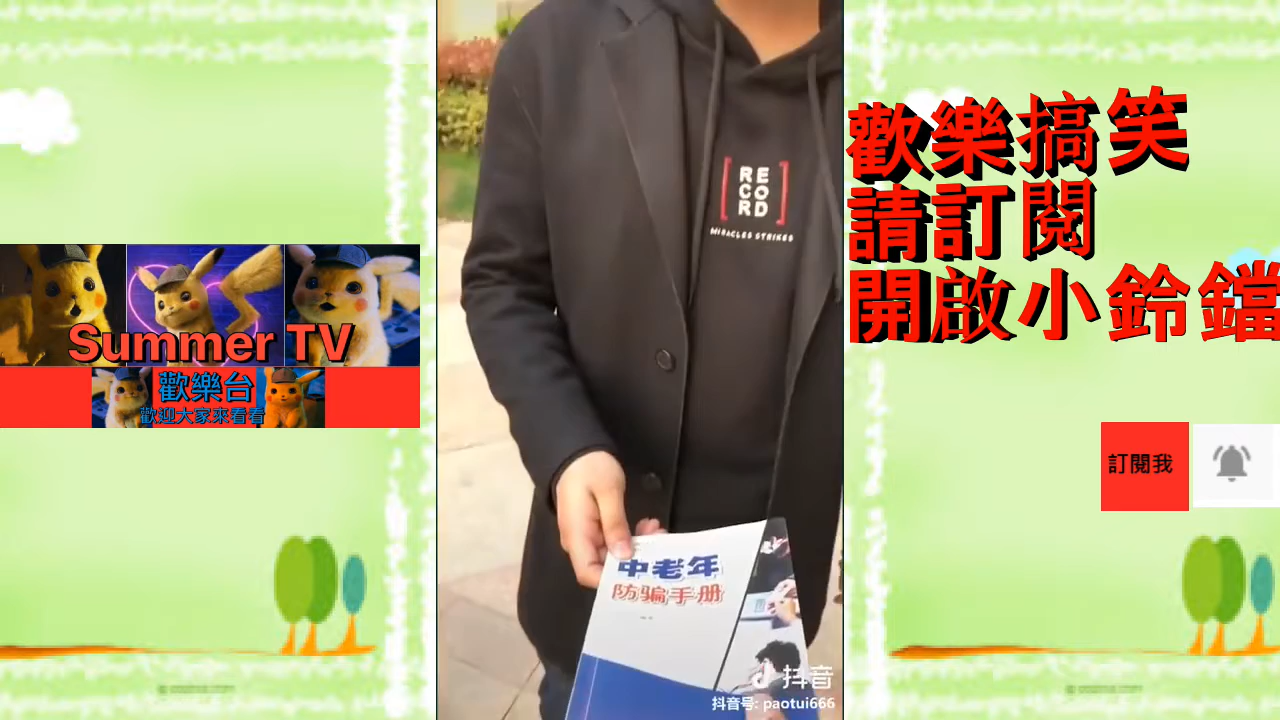 Summer TV
歡樂台
歡迎大家來看看
RE
CO
RD
MIRACLES STRIKES
中老年
防骗手册
抖音
抖音号: paotui666
歡樂搞笑
請訂閱
開啟小鈴鐺
訂閱我